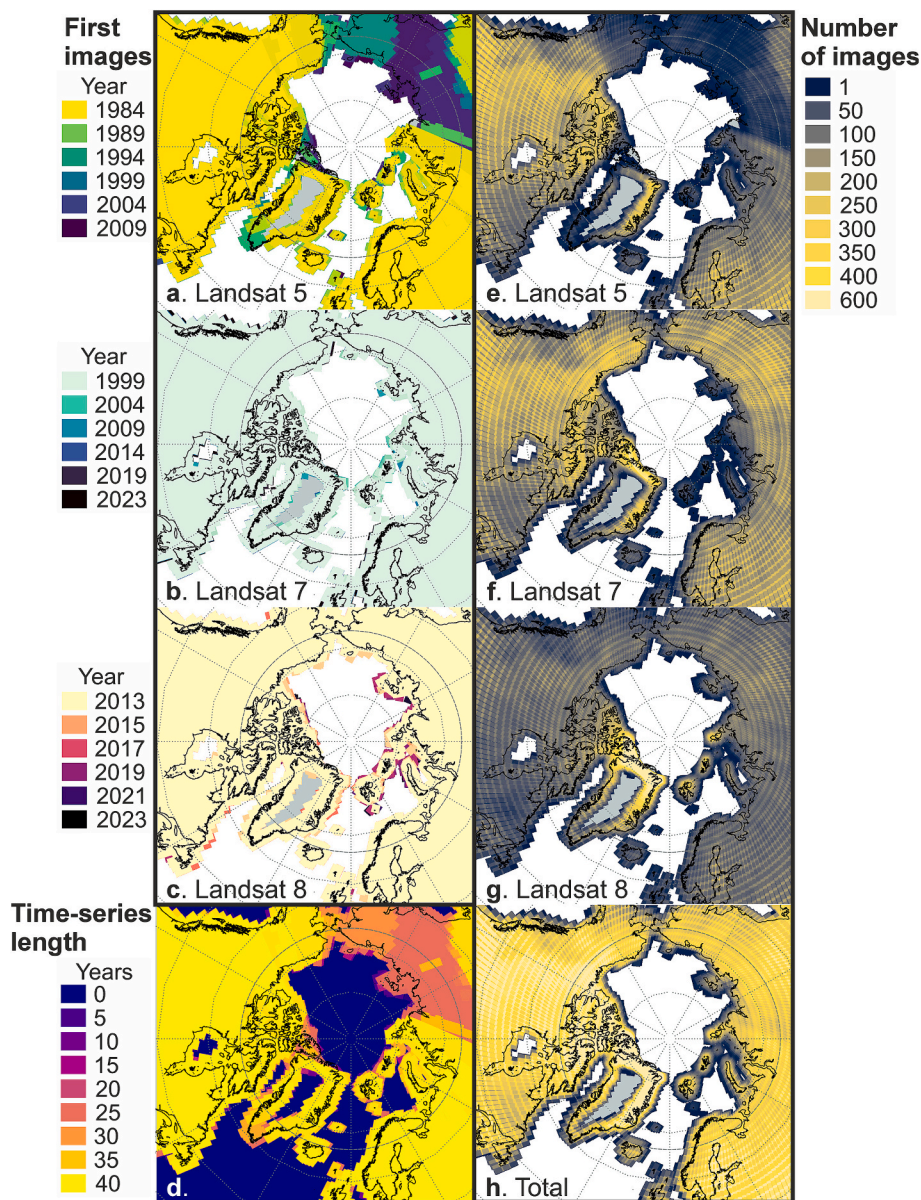 First
images
Year
1984
1989
1994
1999
2004
2009
a. Landsat 5
e. Landsat 5
Number
of images
1
50
100
150
200
250
300
350
400
600
Year
1999
2004
2009
2014
2019
2023
b. Landsat 7
f. Landsat 7
Year
2013
2015
2017
2019
2021
2023
c. Landsat 8
g. Landsat 8
Time-series
length
Years
0
5
10
15
20
25
30
35
40
d.
h. Total